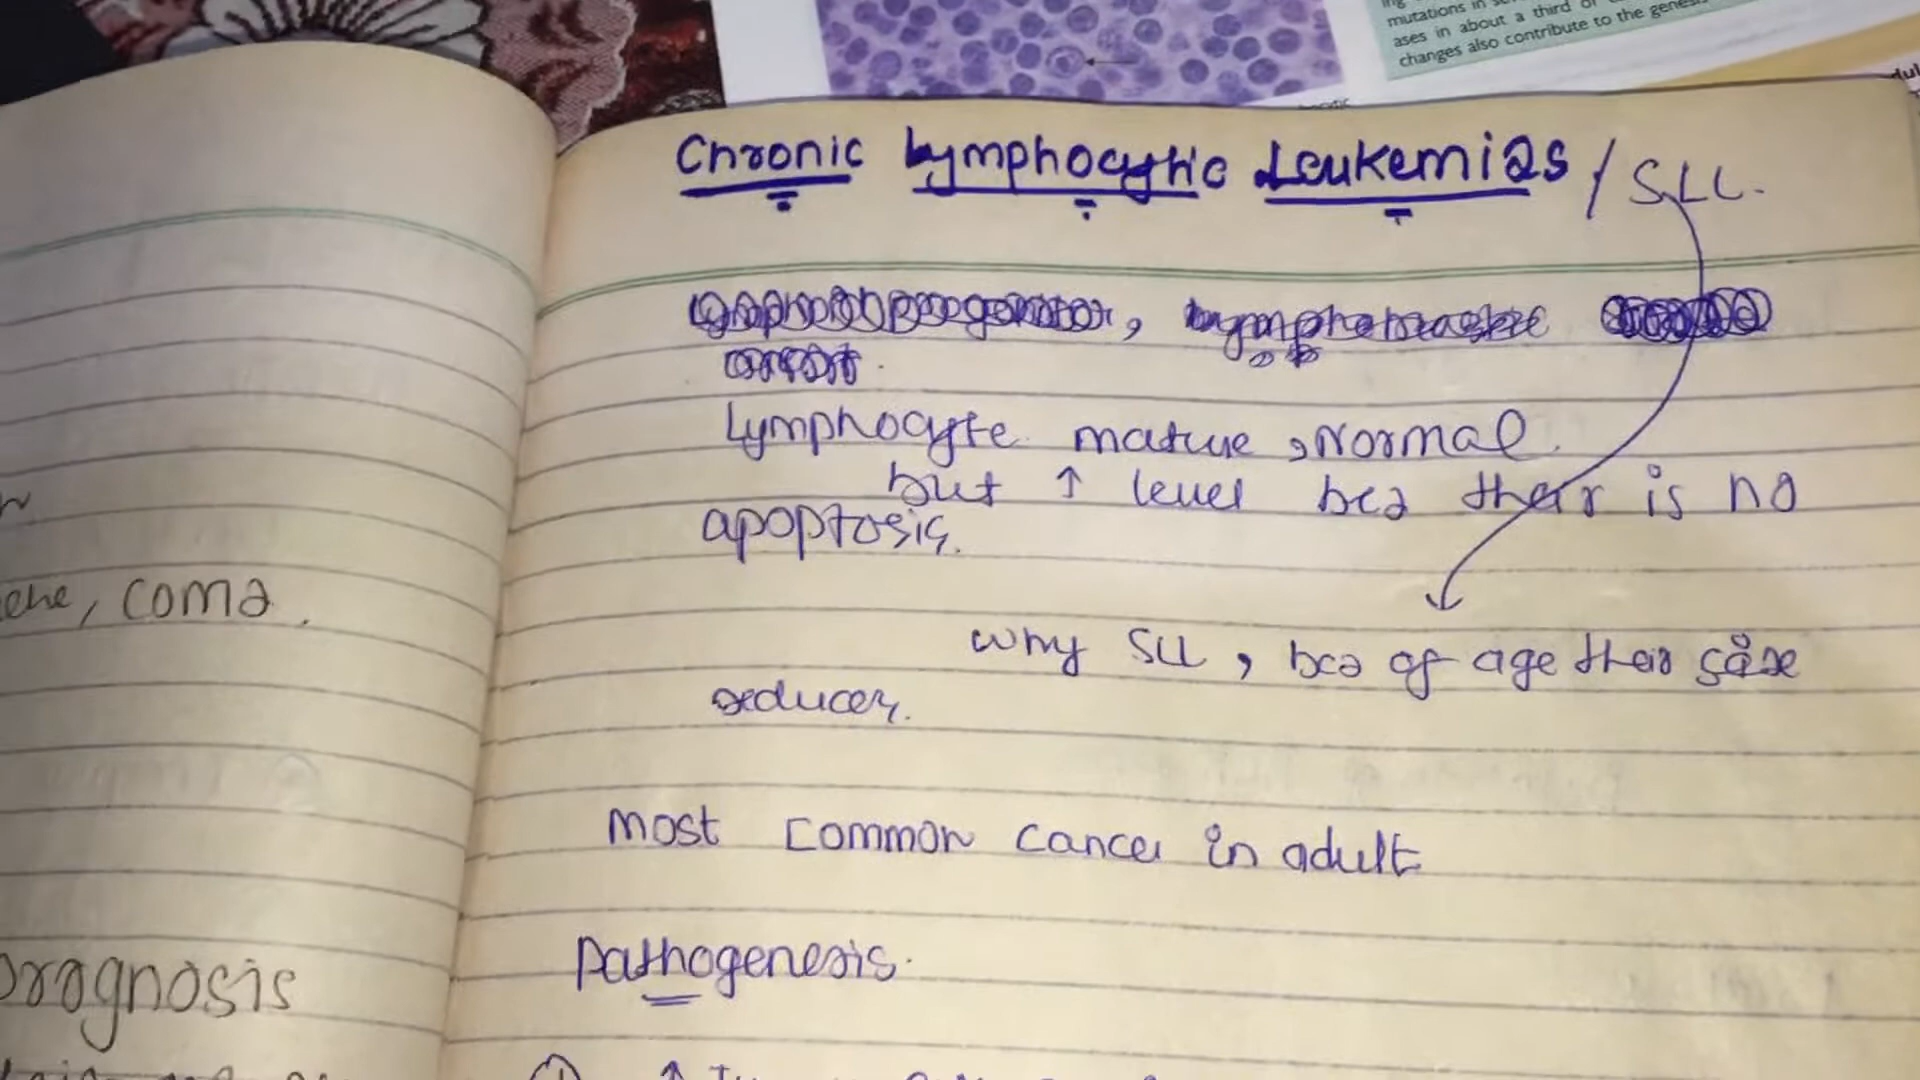 mutations in
ases in about a third of
changes also contribute to the genes
Chronic Lymphocytic Leukemias / SLL.
Lymphocyte mature, Normal.
but ↑ level bcz their is no
apoptosis.
ene, coma.
why SLL, bcz of age their size
reduces.
most common cancer in adult
prognosis
Pathogenesis.